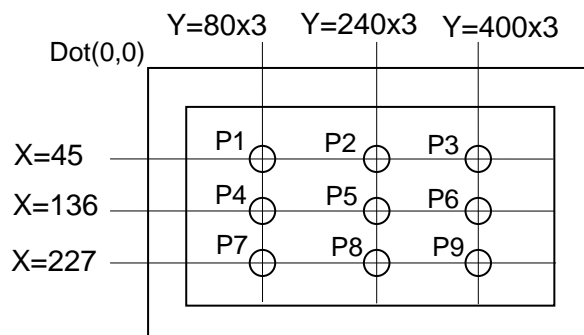 Y=80x3 Y=240x3 Y=400x3
Dot(0,0)
X=45 P1 P2 P3
X=136 P4 P5 P6
X=227 P7 P8 P9